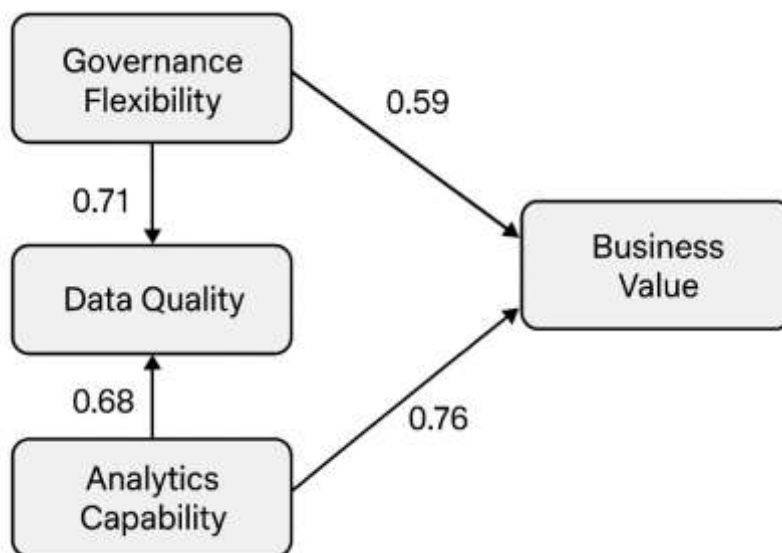 Governance
Flexibility
0.59
0.71
Data Quality
Business
Value
0.68
0.76
Analytics
Capability